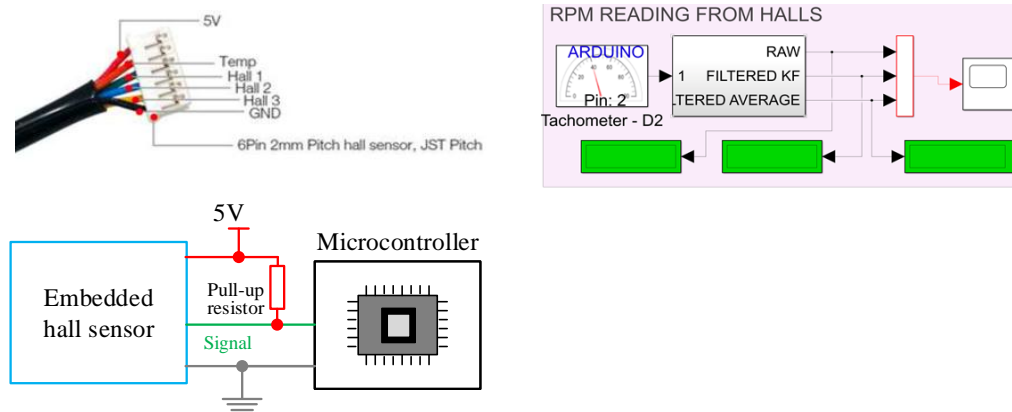 5V
Temp
Hall 1
Hall 2
Hall 3
GND
6Pin 2mm Pitch hall sensor, JST Pitch
RPM READING FROM HALLS
ARDUINO
Pin: 2
Tachometer - D2
1
RAW
FILTERED KF
LTERED AVERAGE
5V
Embedded
hall sensor
Pull-up
resistor
Signal
Microcontroller